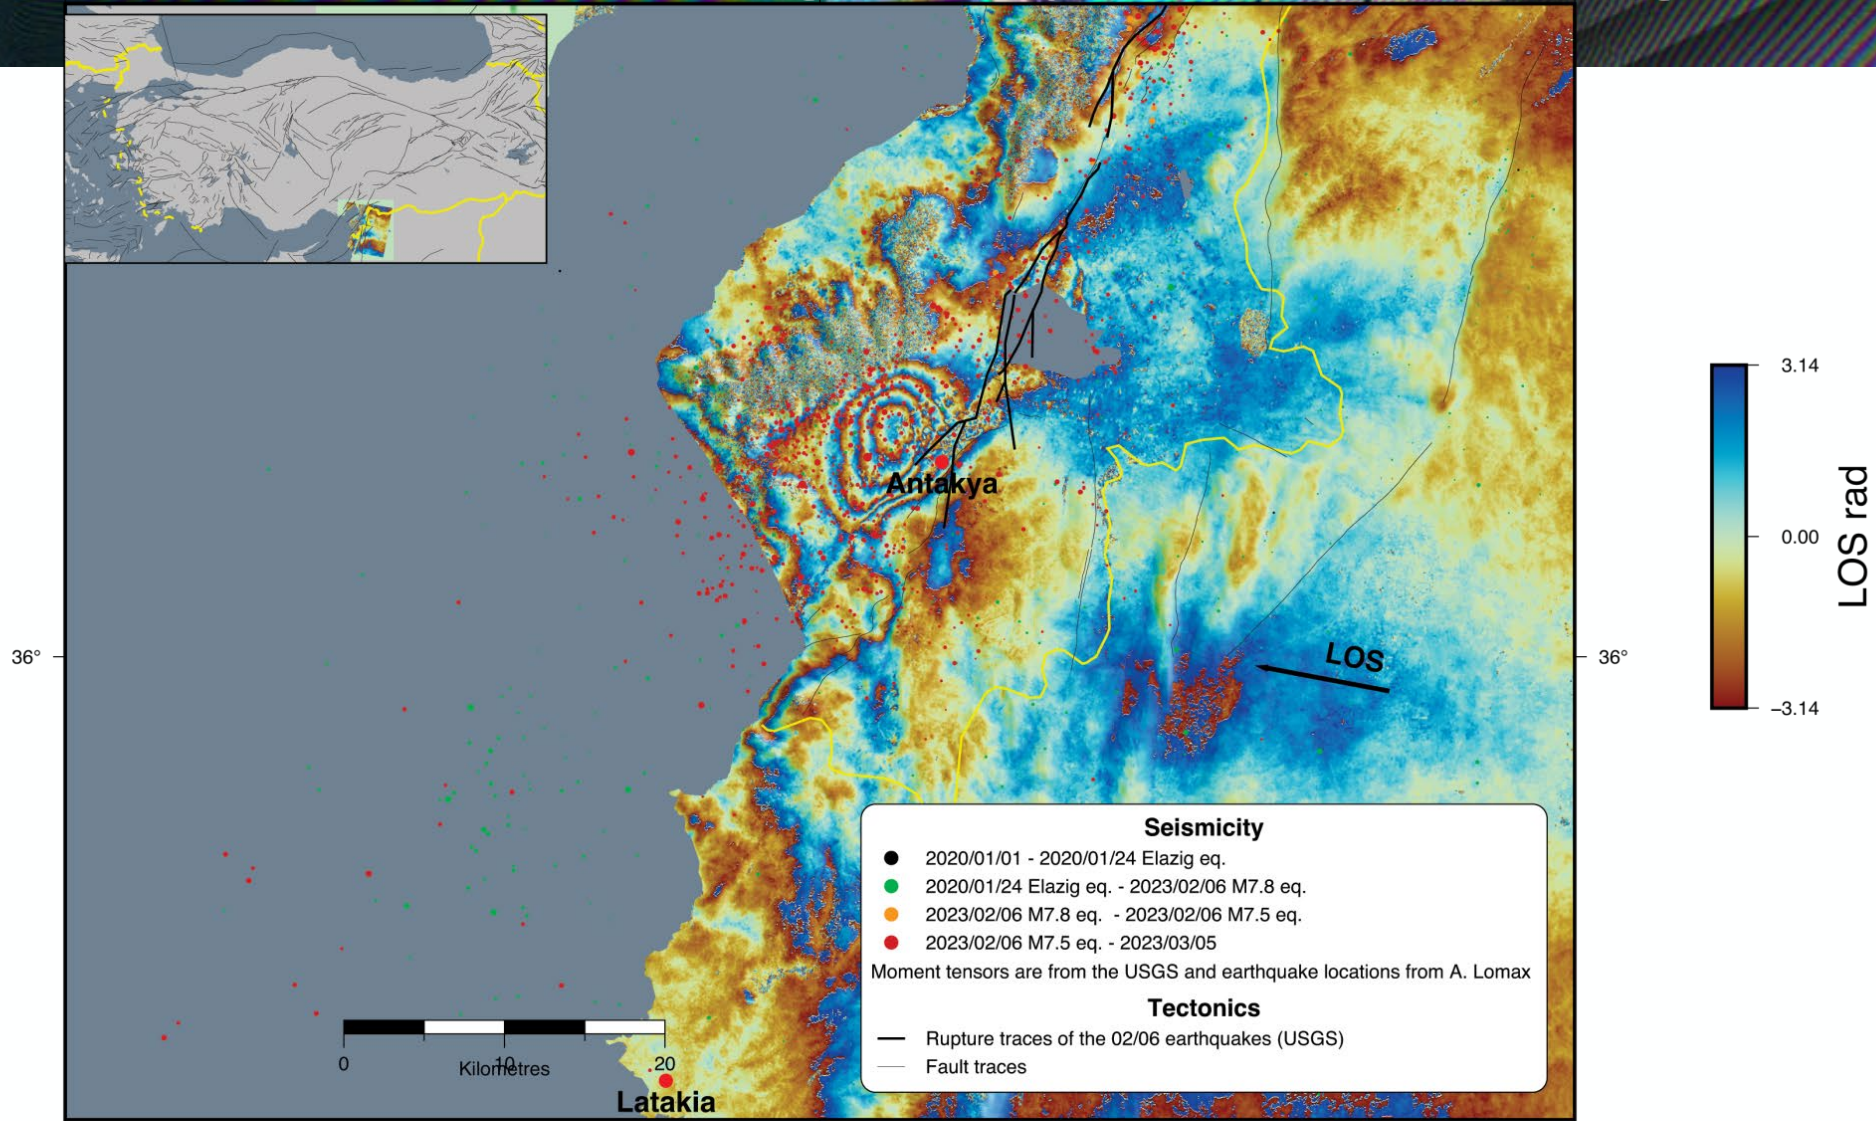 Antakya
36°
36°
LOS
3.14
0.00
−3.14
LOS rad
Seismicity
2020/01/01 - 2020/01/24 Elazig eq.
2020/01/24 Elazig eq. - 2023/02/06 M7.8 eq.
2023/02/06 M7.8 eq. - 2023/02/06 M7.5 eq.
2023/02/06 M7.5 eq. - 2023/03/05
Moment tensors are from the USGS and earthquake locations from A. Lomax
Tectonics
Rupture traces of the 02/06 earthquakes (USGS)
Fault traces
0 10 20
Kilometres
Latakia